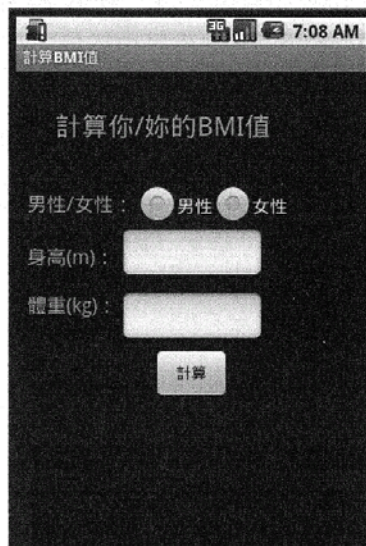 3G 7:08 AM
計算BMI值
計算你/妳的BMI值
男性/女性： 男性 女性
身高(m)：
體重(kg)：
計算